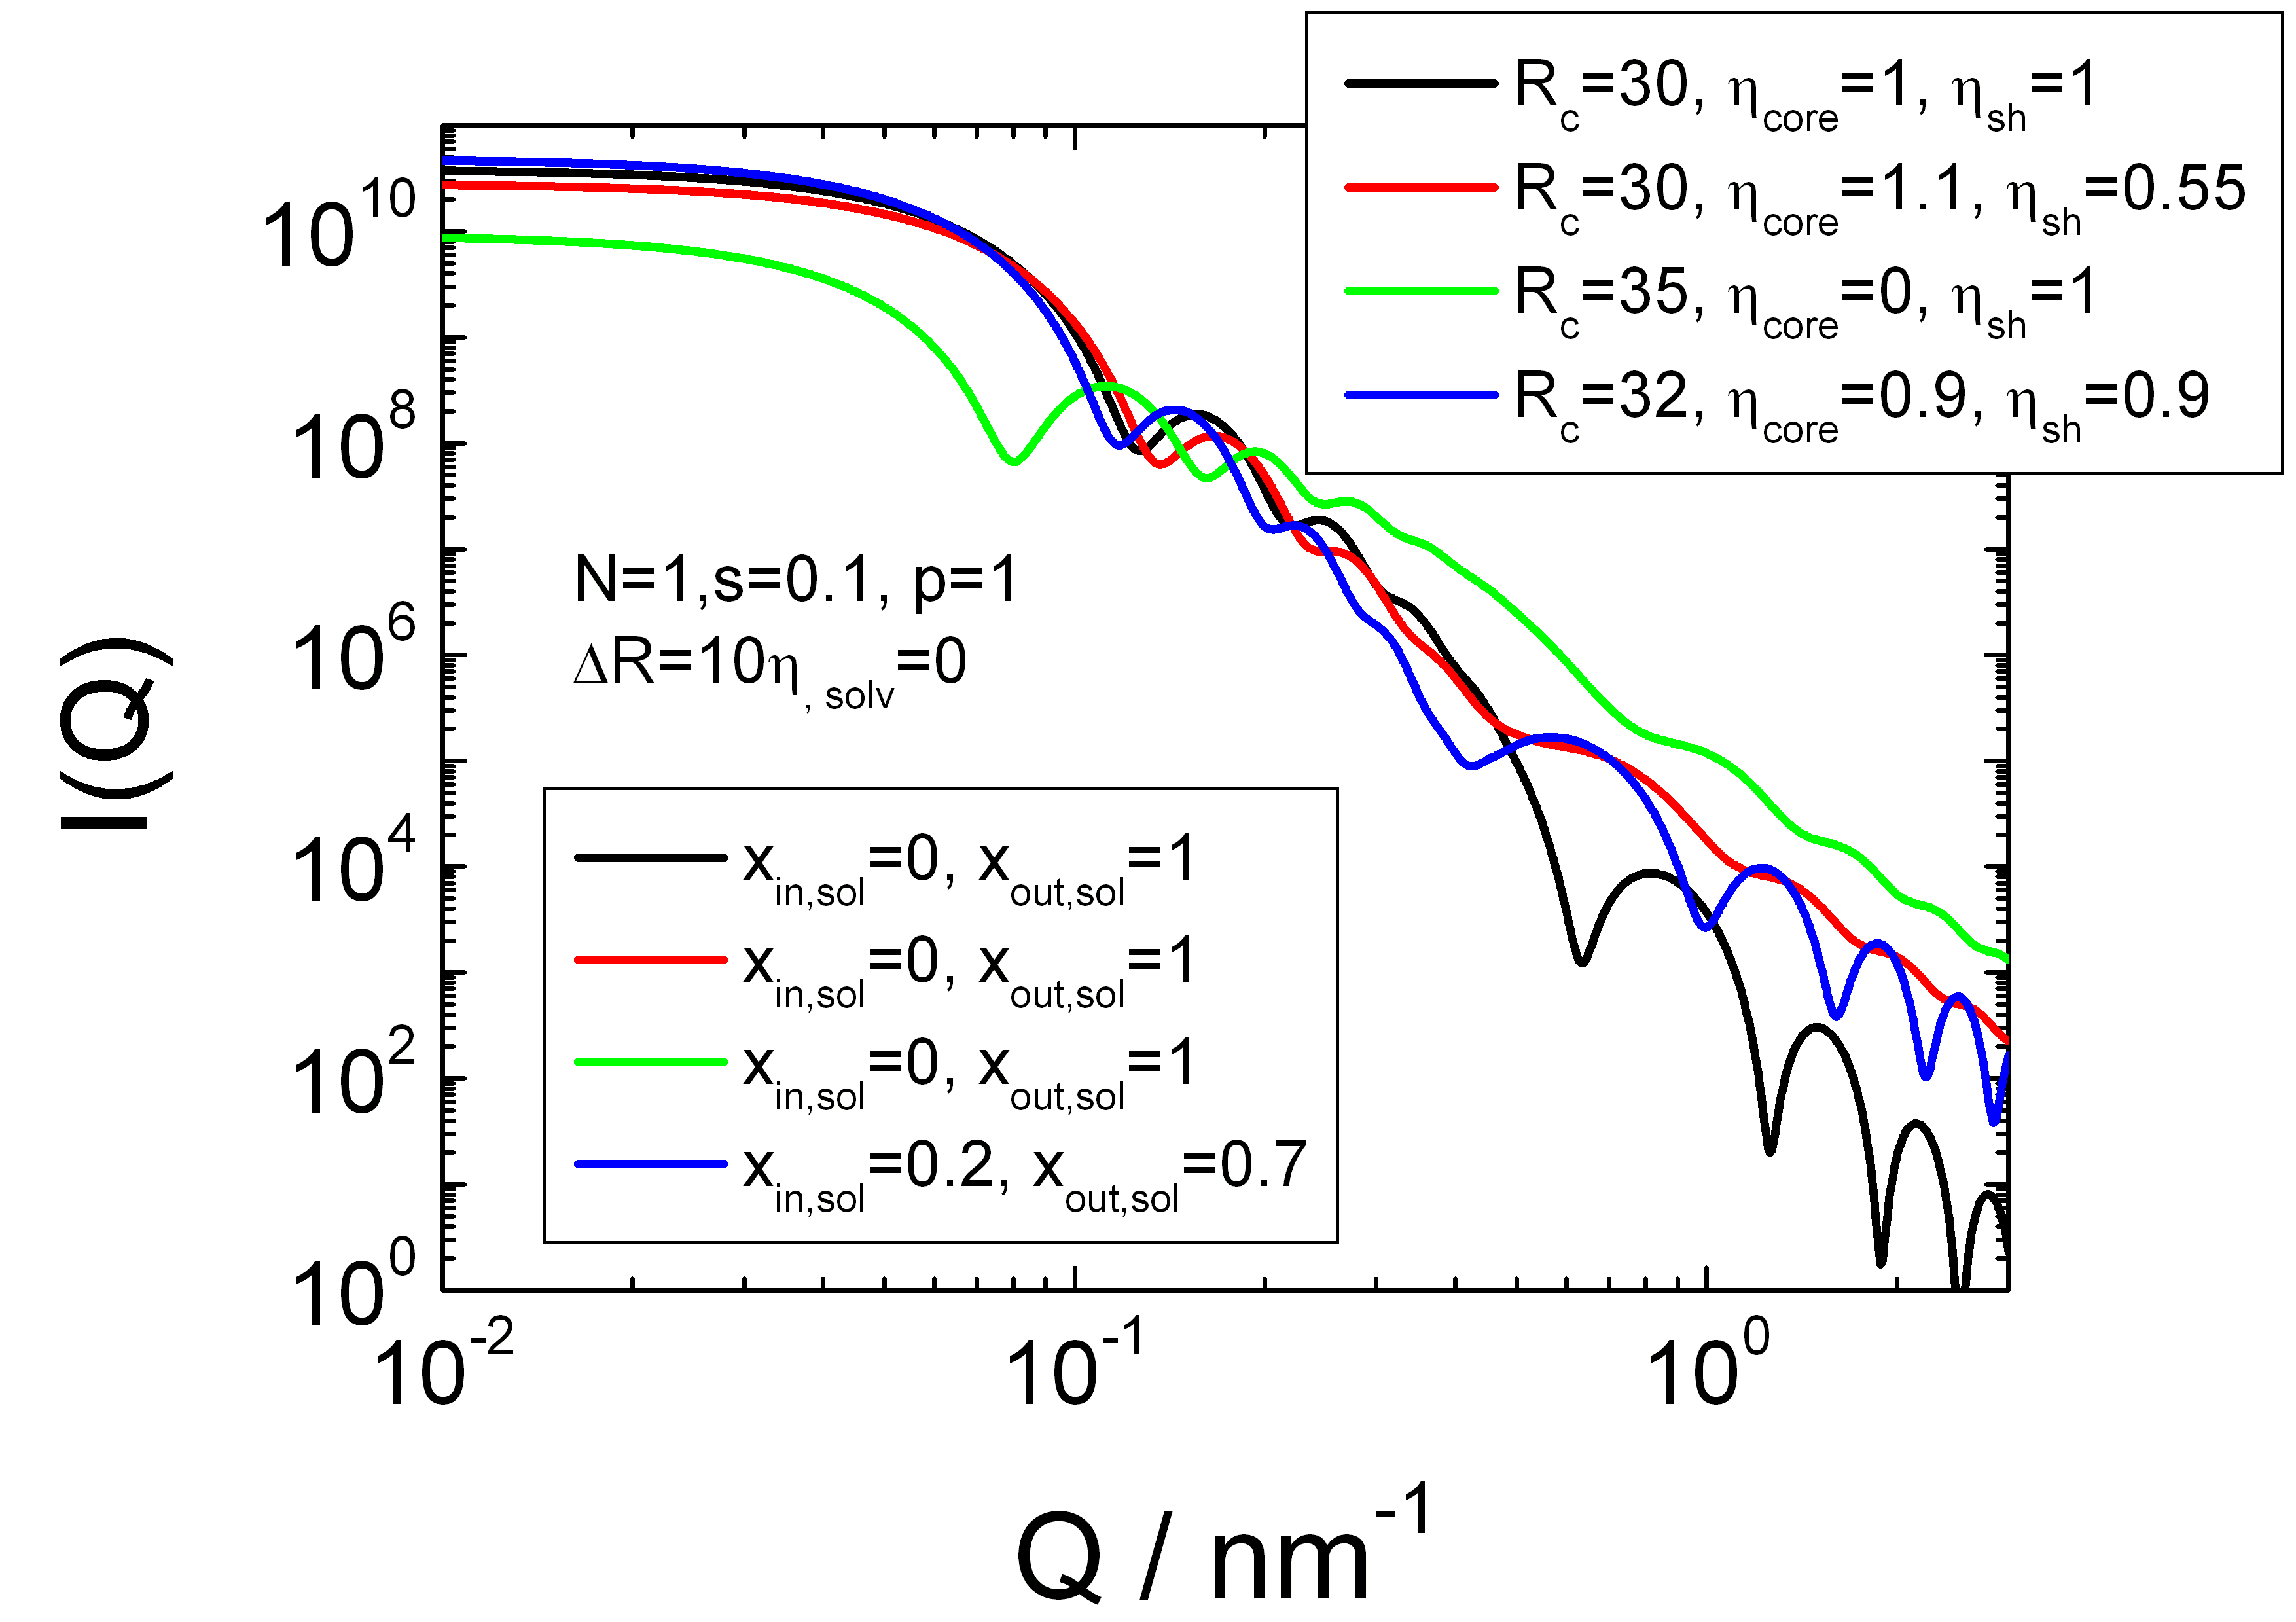 R_c=30, η_core=1, η_sh=1
R_c=30, η_core=1.1, η_sh=0.55
R_c=35, η_core=0, η_sh=1
R_c=32, η_core=0.9, η_sh=0.9
10^10
10^8
10^6
10^4
10^2
10^0
I(Q)
N=1,s=0.1, p=1
ΔR=10η_, solv=0
x_in,sol=0, x_out,sol=1
x_in,sol=0, x_out,sol=1
x_in,sol=0, x_out,sol=1
x_in,sol=0.2, x_out,sol=0.7
10^-2 10^-1 10^0
Q / nm^-1